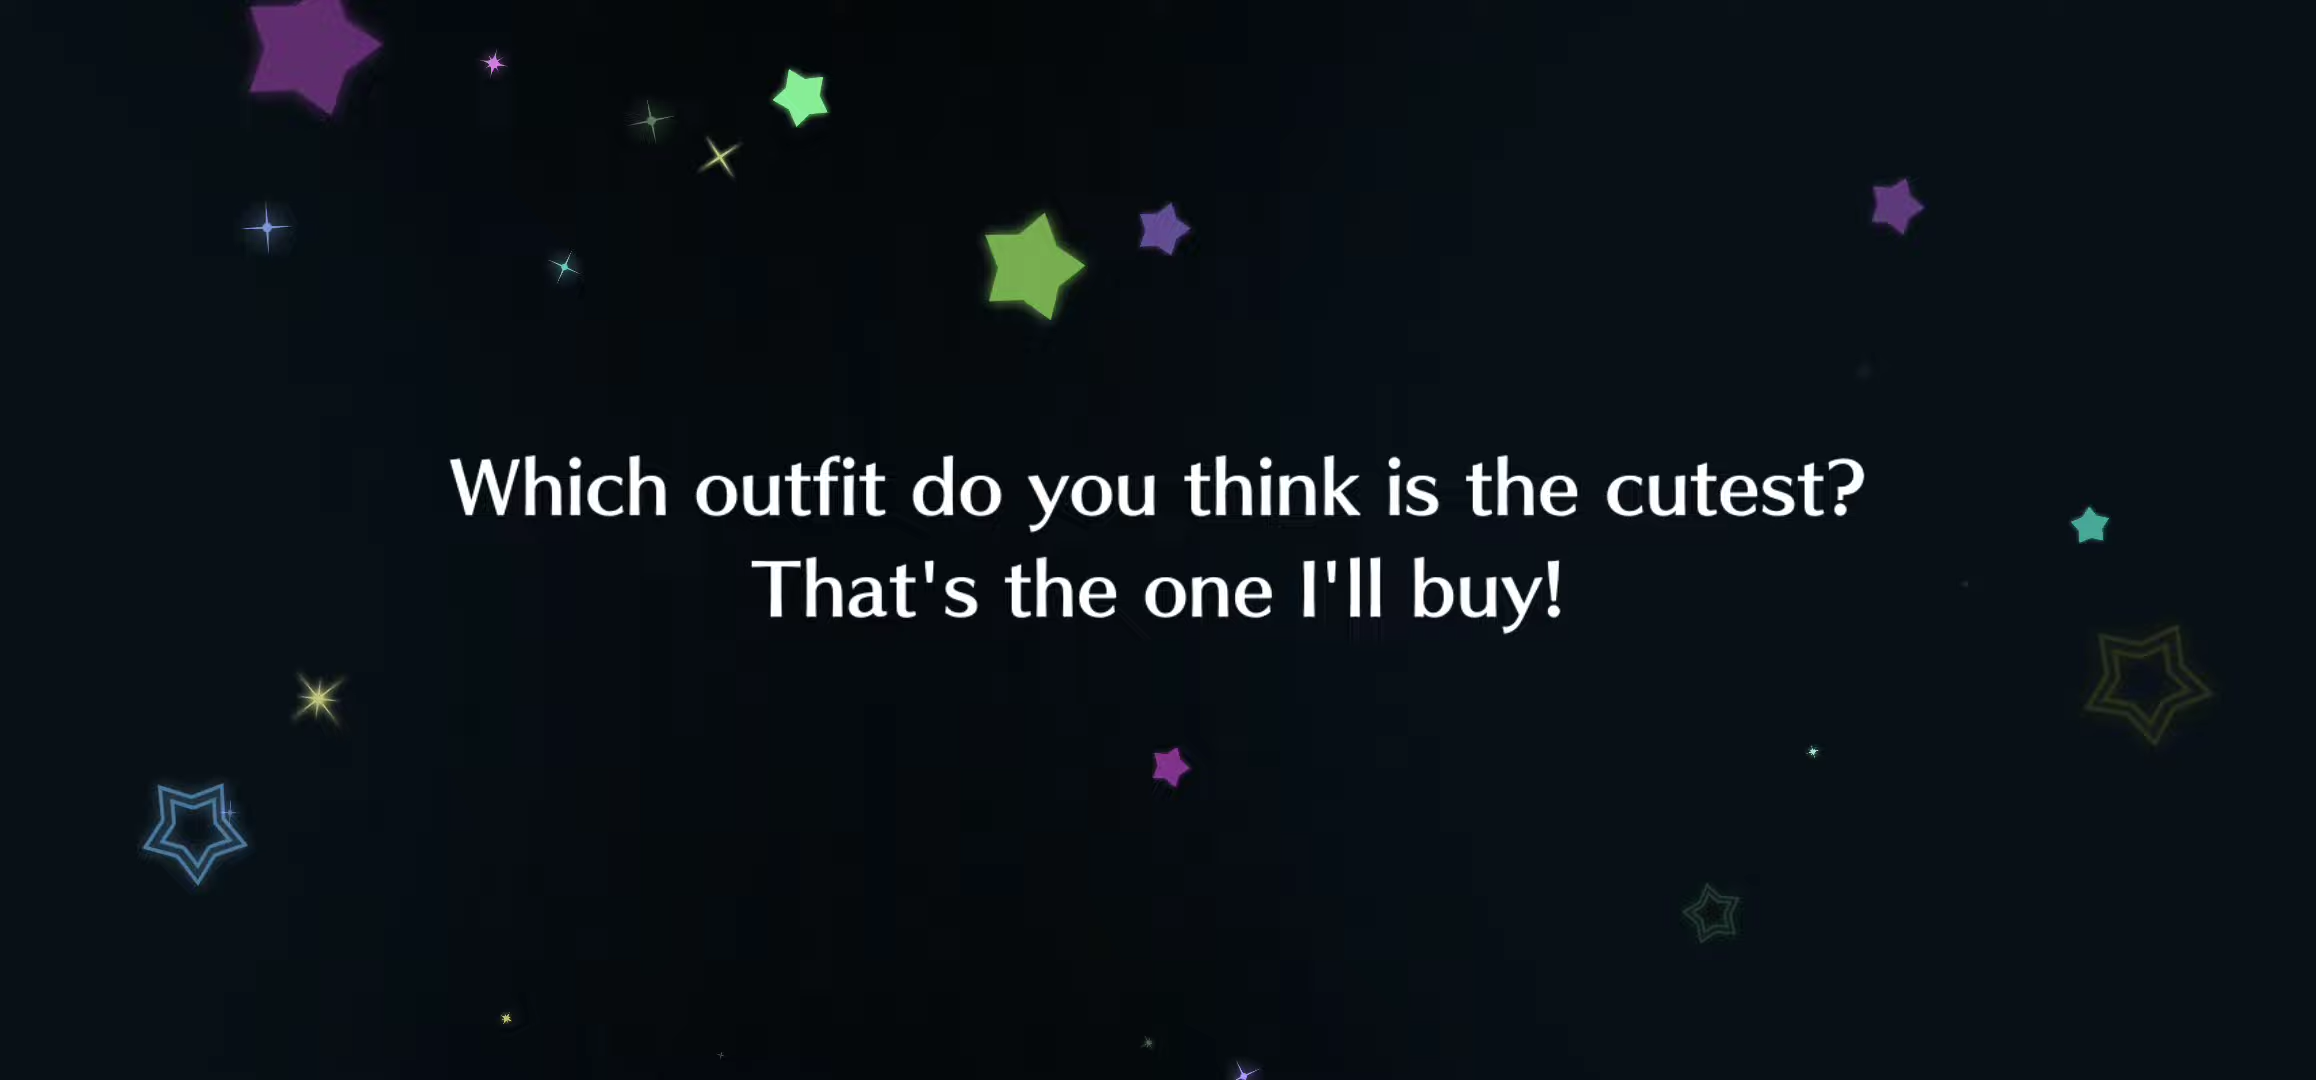 Which outfit do you think is the cutest?
That's the one I'll buy!